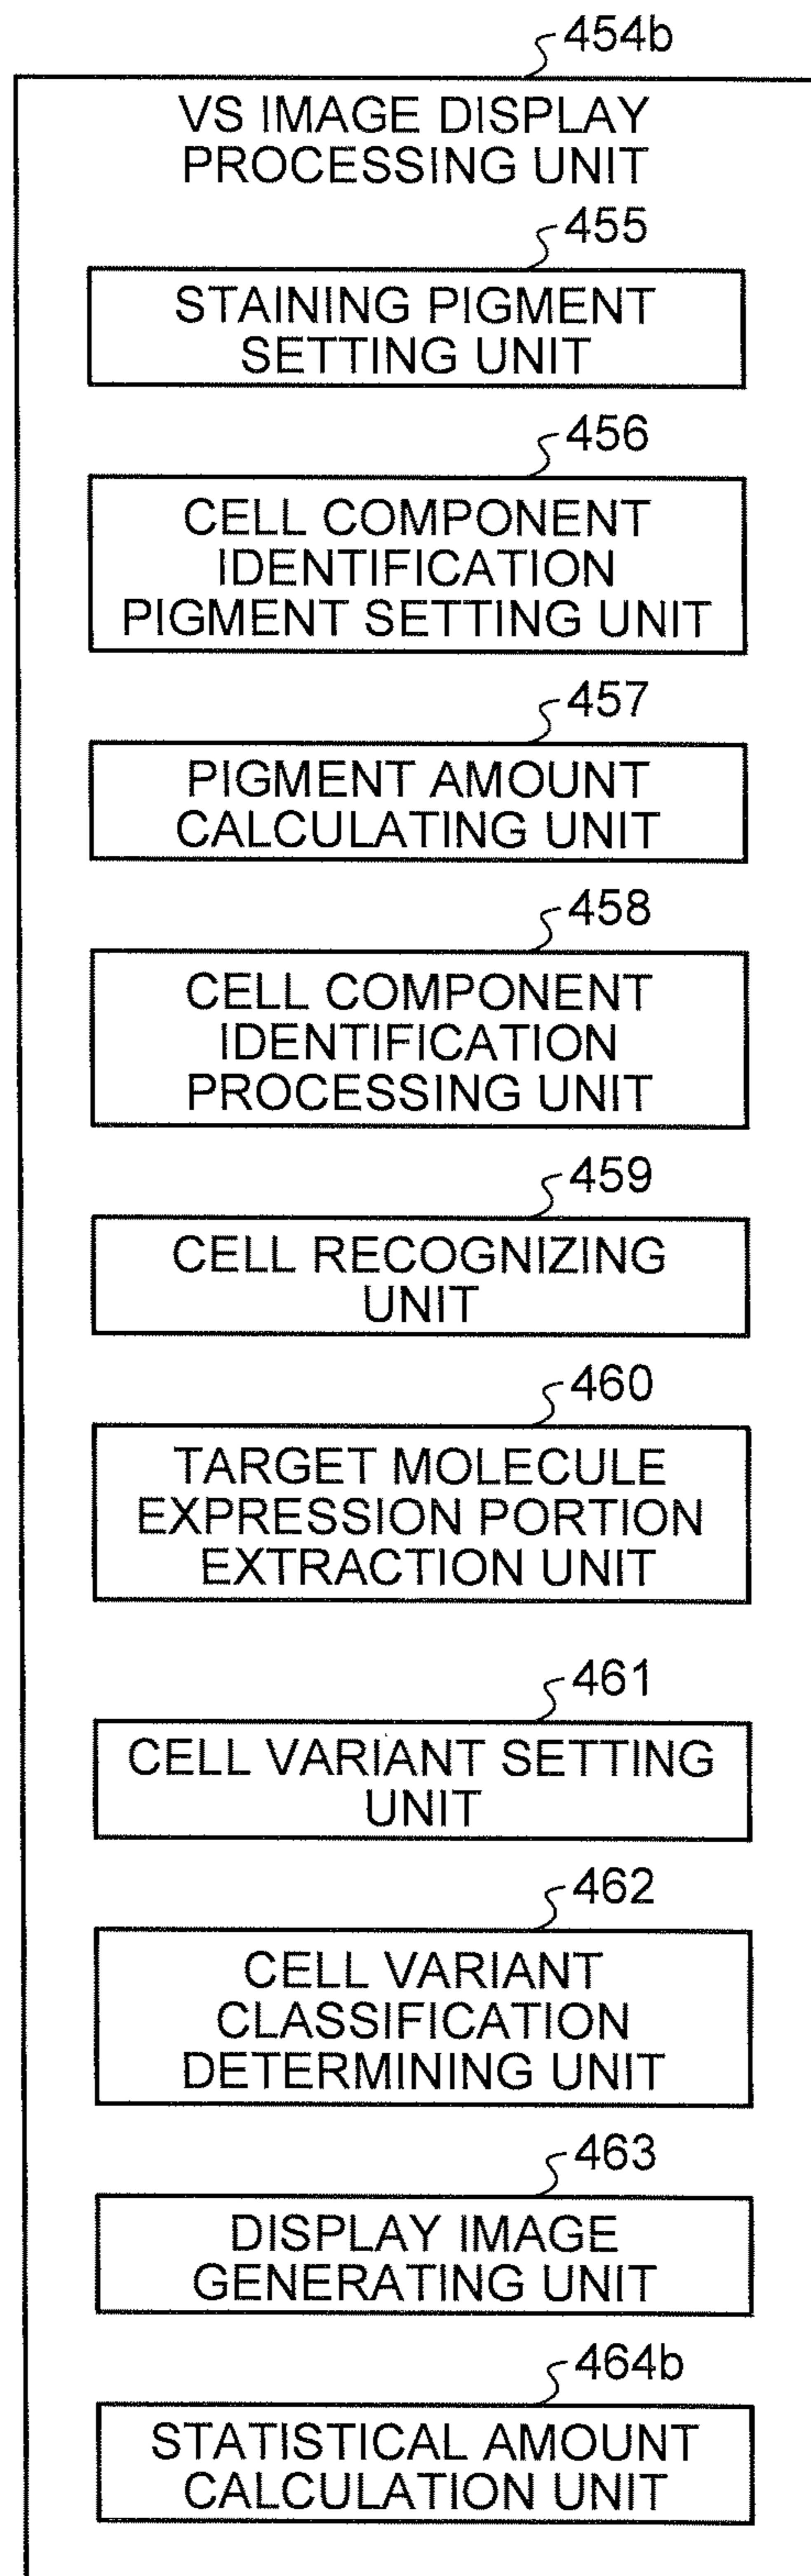 454b
VS IMAGE DISPLAY
PROCESSING UNIT
455
STAINING PIGMENT
SETTING UNIT
456
CELL COMPONENT
IDENTIFICATION
PIGMENT SETTING UNIT
457
PIGMENT AMOUNT
CALCULATING UNIT
458
CELL COMPONENT
IDENTIFICATION
PROCESSING UNIT
459
CELL RECOGNIZING
UNIT
460
TARGET MOLECULE
EXPRESSION PORTION
EXTRACTION UNIT
461
CELL VARIANT SETTING
UNIT
462
CELL VARIANT
CLASSIFICATION
DETERMINING UNIT
463
DISPLAY IMAGE
GENERATING UNIT
464b
STATISTICAL AMOUNT
CALCULATION UNIT